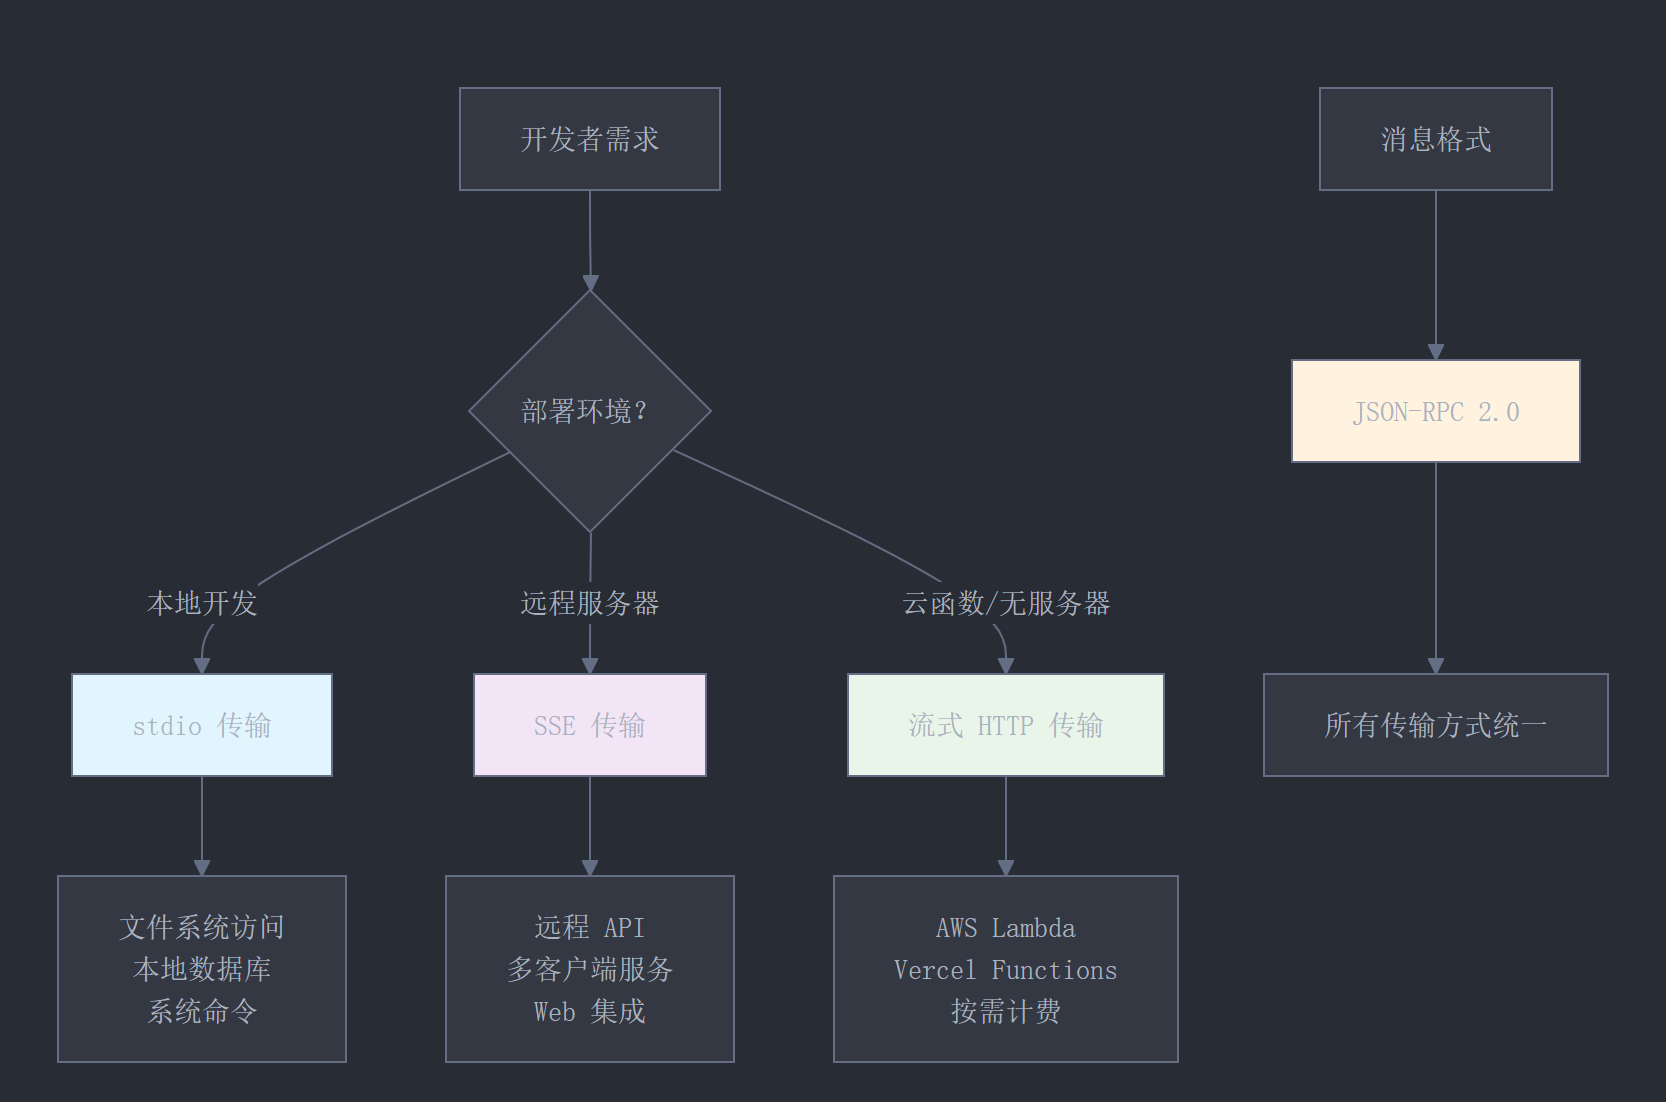 开发者需求
消息格式
部署环境?
JSON-RPC 2.0
本地开发
远程服务器
云函数/无服务器
stdio 传输
SSE 传输
流式 HTTP 传输
所有传输方式统一
文件系统访问
本地数据库
系统命令
远程 API
多客户端服务
Web 集成
AWS Lambda
Vercel Functions
按需计费